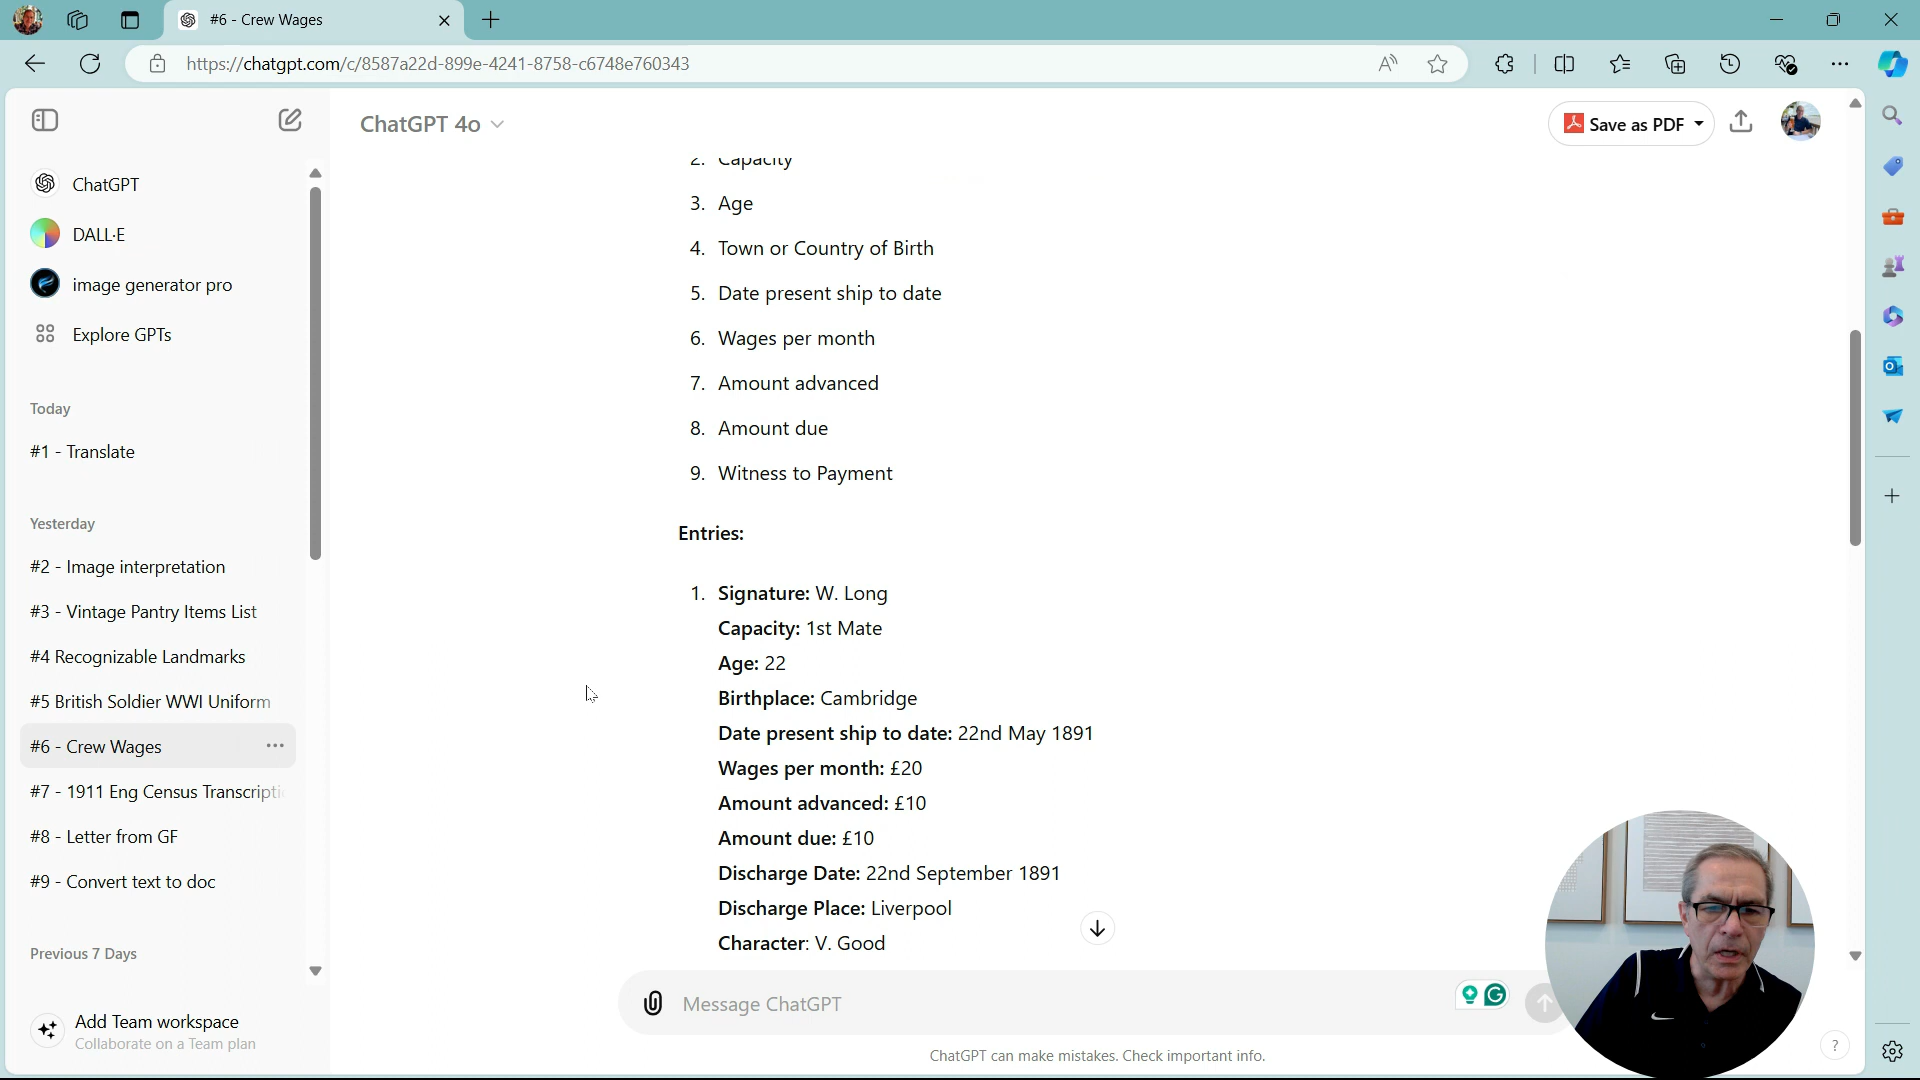 #6 - Crew Wages
https://chatgpt.com/c/8587a22d-899e-4241-8758-c6748e760343
ChatGPT 4o
Save as PDF
ChatGPT
DALL·E
image generator pro
Explore GPTs
Today
#1 - Translate
Yesterday
#2 - Image interpretation
#3 - Vintage Pantry Items List
#4 Recognizable Landmarks
#5 British Soldier WWI Uniform
#6 - Crew Wages
#7 - 1911 Eng Census Transcripti
#8 - Letter from GF
#9 - Convert text to doc
Previous 7 Days
Add Team workspace
Collaborate on a Team plan
2. Capacity
3. Age
4. Town or Country of Birth
5. Date present ship to date
6. Wages per month
7. Amount advanced
8. Amount due
9. Witness to Payment
Entries:
1. Signature: W. Long
Capacity: 1st Mate
Age: 22
Birthplace: Cambridge
Date present ship to date: 22nd May 1891
Wages per month: £20
Amount advanced: £10
Amount due: £10
Discharge Date: 22nd September 1891
Discharge Place: Liverpool
Character: V. Good
Message ChatGPT
ChatGPT can make mistakes. Check important info.
?